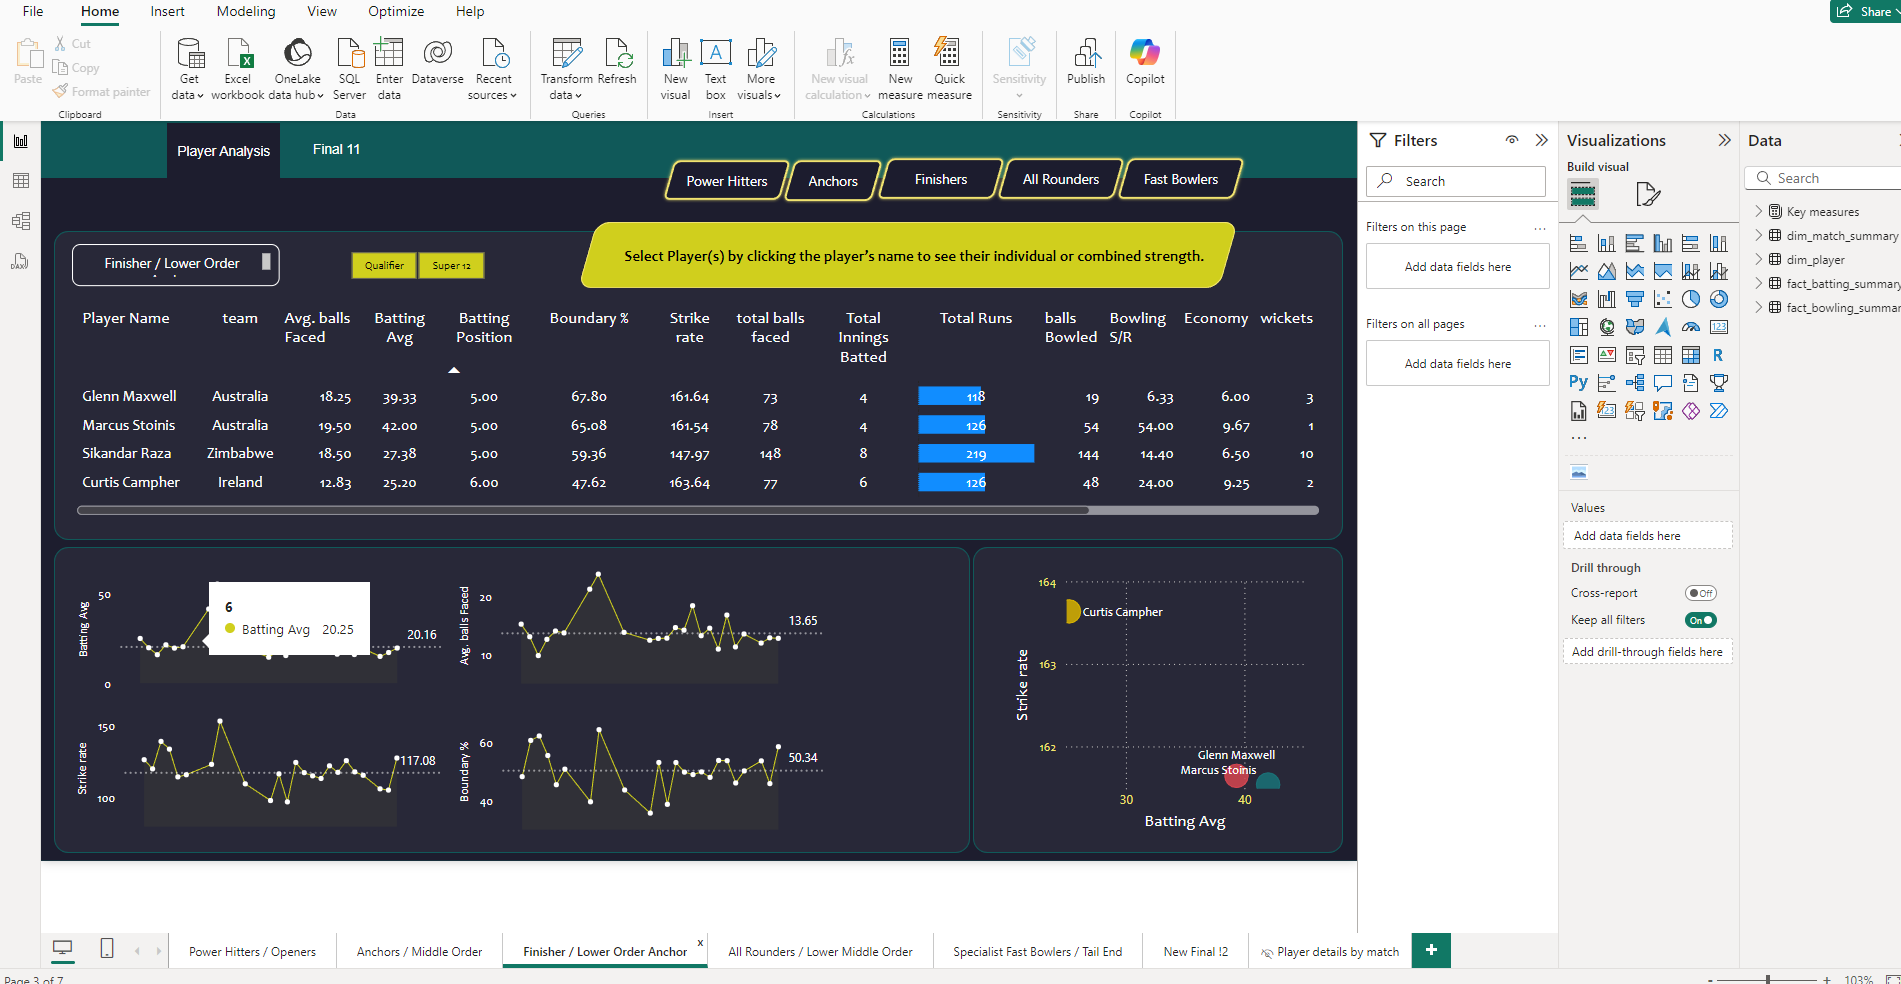 File Home Insert Modeling View Optimize Help
Share
Paste
Cut
Copy
Format painter
Clipboard
Get data
Excel workbook
OneLake data hub
SQL Server
Enter data
Dataverse
Recent sources
Data
Transform data
Refresh
Queries
New visual
Text box
More visuals
Insert
New visual calculation
New measure
Quick measure
Calculations
Sensitivity
Sensitivity
Publish
Share
Copilot
Copilot
Player Analysis
Final 11
Power Hitters
Anchors
Finishers
All Rounders
Fast Bowlers
Finisher / Lower Order
Qualifier
Super 12
Select Player(s) by clicking the player's name to see their individual or combined strength.
Player Name team Avg. balls Faced Batting Avg Batting Position Boundary % Strike rate total balls faced Total Innings Batted Total Runs balls Bowled Bowling S/R Economy wickets
Glenn Maxwell Australia 18.25 39.33 5.00 67.80 161.64 73 4 118 19 6.33 6.00 3
Marcus Stoinis Australia 19.50 42.00 5.00 65.08 161.54 78 4 126 54 54.00 9.67 1
Sikandar Raza Zimbabwe 18.50 27.38 5.00 59.36 147.97 148 8 219 144 14.40 6.50 10
Curtis Campher Ireland 12.83 25.20 6.00 47.62 163.64 77 6 126 48 24.00 9.25 2
Batting Avg
50
0
6
Batting Avg 20.25
20.16
Avg. balls Faced
20
10
13.65
Strike rate
150
100
117.08
Boundary %
60
40
50.34
Strike rate
164
163
162
Curtis Campher
Glenn Maxwell
Marcus Stoinis
30 40
Batting Avg
Filters
Search
Filters on this page ...
Add data fields here
Filters on all pages ...
Add data fields here
Visualizations
Build visual
123
R
Py
123
...
Values
Add data fields here
Drill through
Cross-report Off
Keep all filters On
Add drill-through fields here
Data
Search
Key measures
dim_match_summary
dim_player
fact_batting_summary
fact_bowling_summar
DAX
Power Hitters / Openers
Anchors / Middle Order
Finisher / Lower Order Anchor x
All Rounders / Lower Middle Order
Specialist Fast Bowlers / Tail End
New Final !2
Player details by match
+
Page 3 of 7
- + 103%